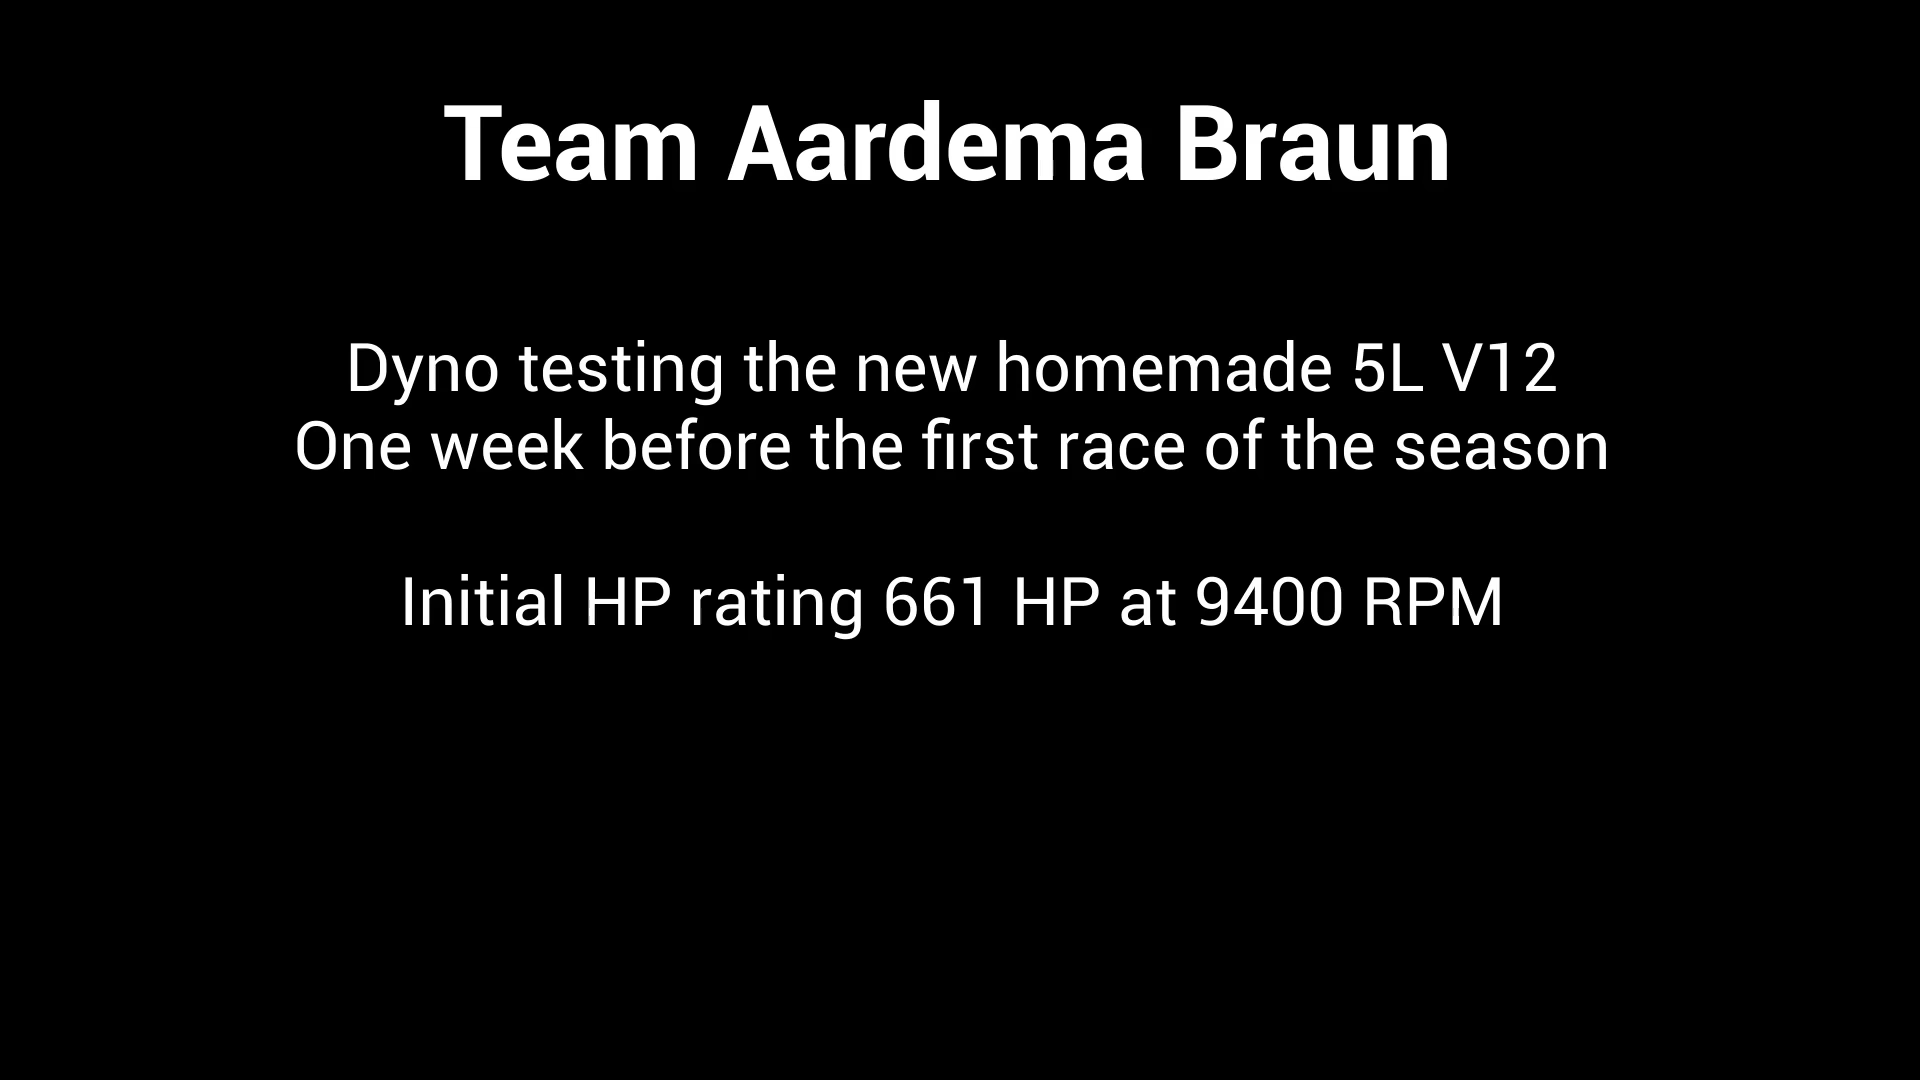 Team Aardema Braun
Dyno testing the new homemade 5L V12
One week before the first race of the season
Initial HP rating 661 HP at 9400 RPM